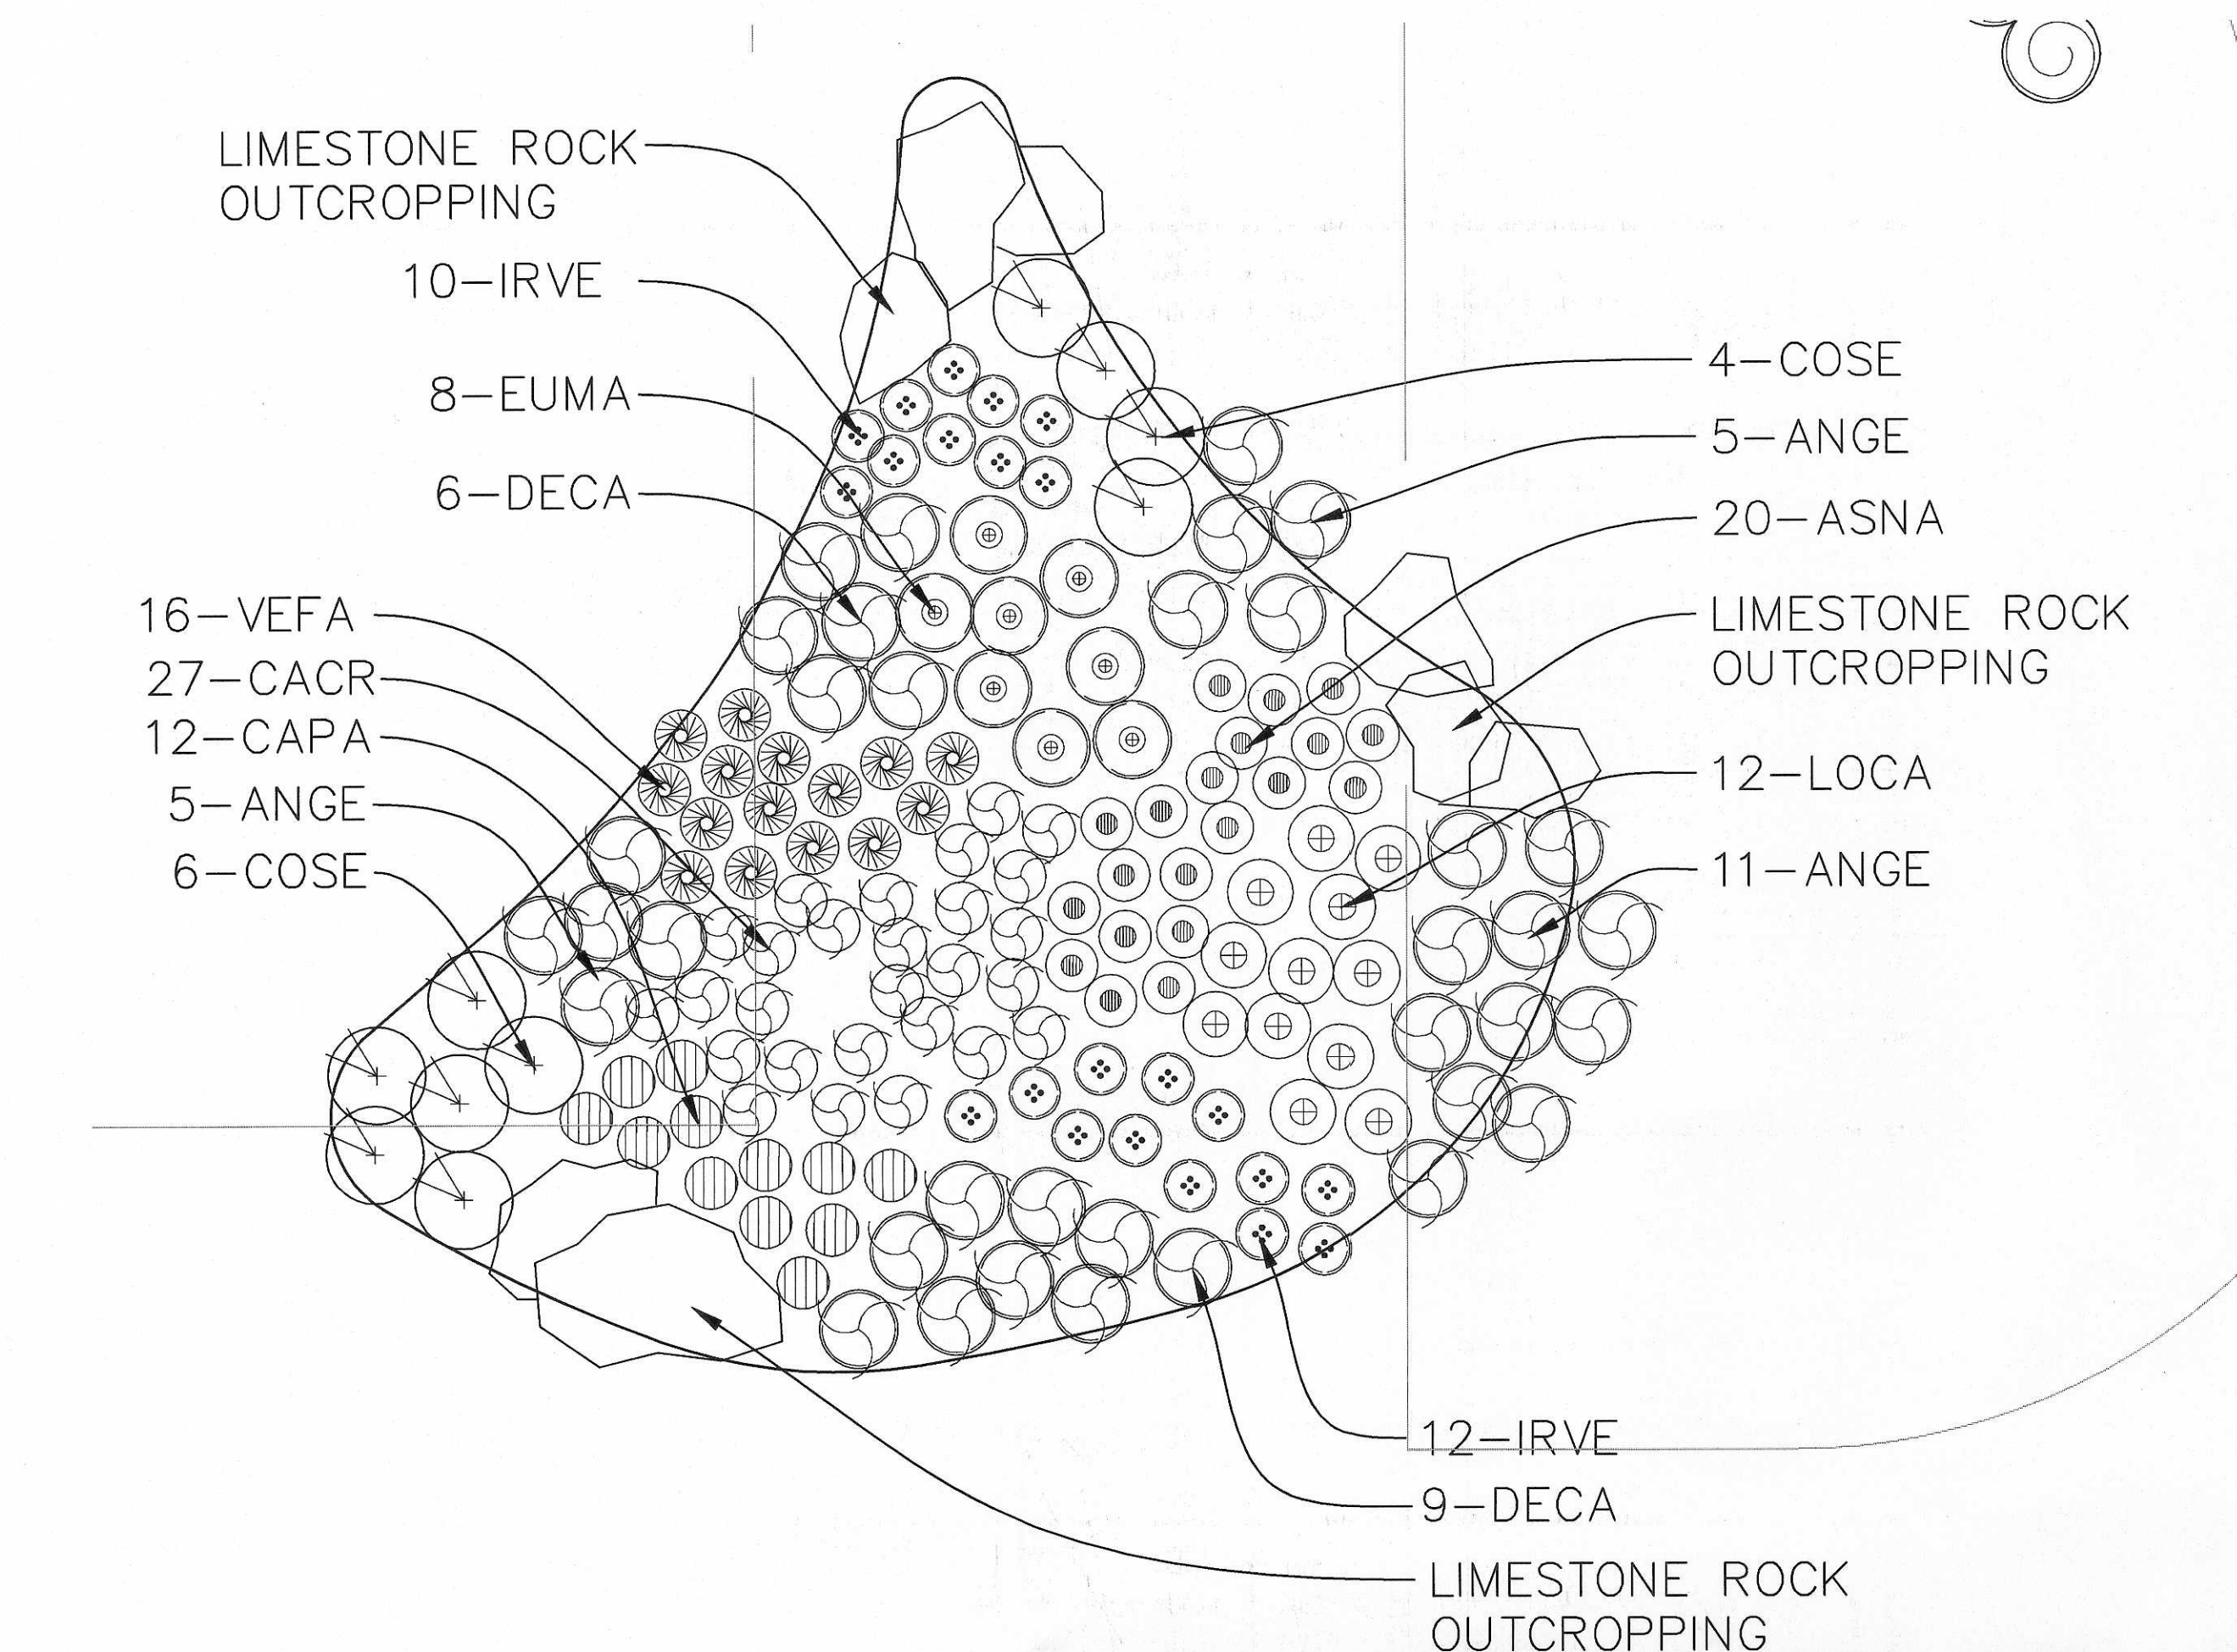 LIMESTONE ROCK
OUTCROPPING
10-IRVE
8-EUMA
6-DECA
16-VEFA
27-CACR
12-CAPA
5-ANGE
6-COSE
4-COSE
5-ANGE
20-ASNA
LIMESTONE ROCK
OUTCROPPING
12-LOCA
11-ANGE
12-IRVE
9-DECA
LIMESTONE ROCK
OUTCROPPING